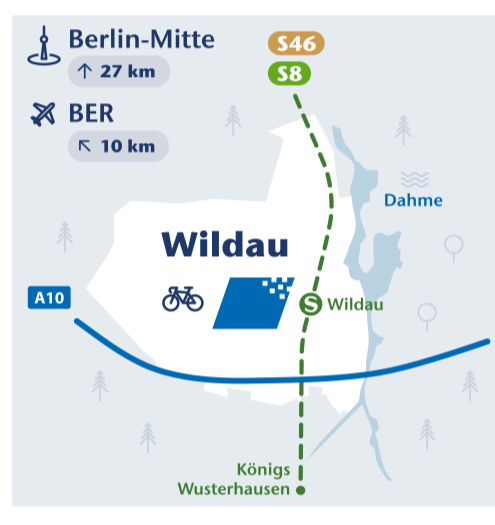 Berlin-Mitte
↑ 27 km
BER
↖ 10 km
S46
S8
Dahme
Wildau
A10
S Wildau
Königs
Wusterhausen